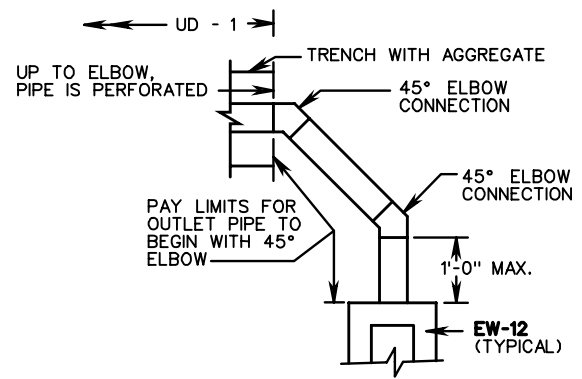 UD - 1
TRENCH WITH AGGREGATE
UP TO ELBOW,
PIPE IS PERFORATED
45° ELBOW
CONNECTION
45° ELBOW
CONNECTION
PAY LIMITS FOR
OUTLET PIPE TO
BEGIN WITH 45°
ELBOW
1'-0" MAX.
EW-12
(TYPICAL)